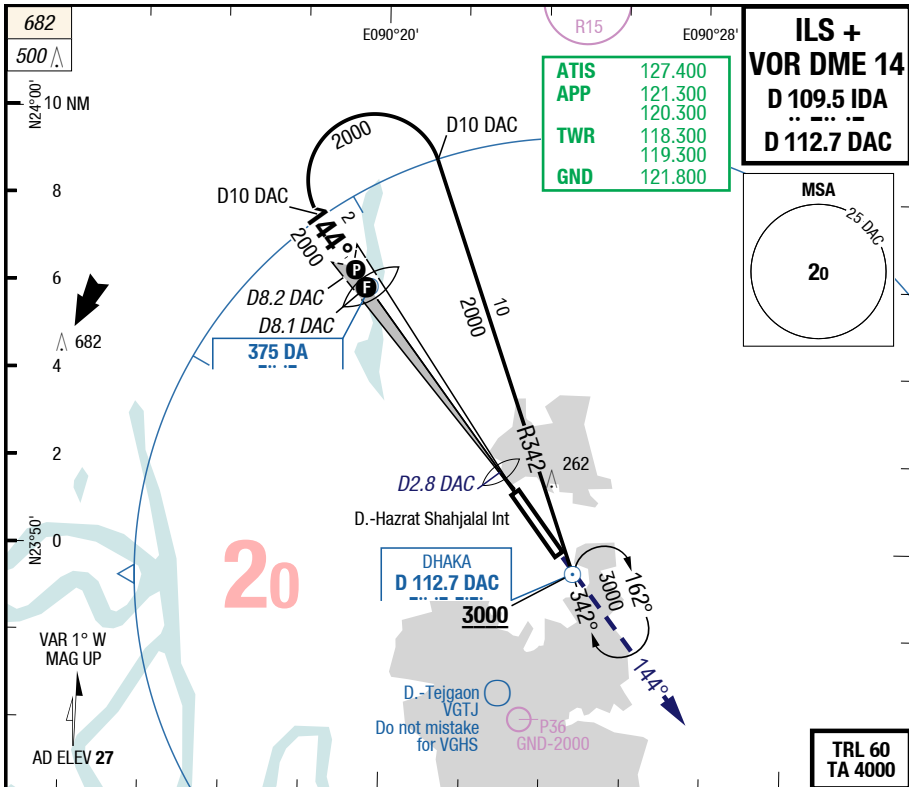 682
500
E090°20'
R15
E090°28'
ILS +
VOR DME 14
D 109.5 IDA
D 112.7 DAC
ATIS 127.400
APP 121.300
120.300
TWR 118.300
119.300
GND 121.800
MSA
25 DAC
20
N24°00'
10 NM
2000
D10 DAC
8
D10 DAC
2
144°
2000
P
F
6
D8.2 DAC
D8.1 DAC
10
2000
682
375 DA
4
2
R342
262
D2.8 DAC
D.-Hazrat Shahjalal Int
N23°50'
0
20
DHAKA
D 112.7 DAC
3000
162°
3000
342°
144°
VAR 1° W
MAG UP
AD ELEV 27
D.-Tejgaon
VGTJ
Do not mistake
for VGHS
P36
GND-2000
TRL 60
TA 4000